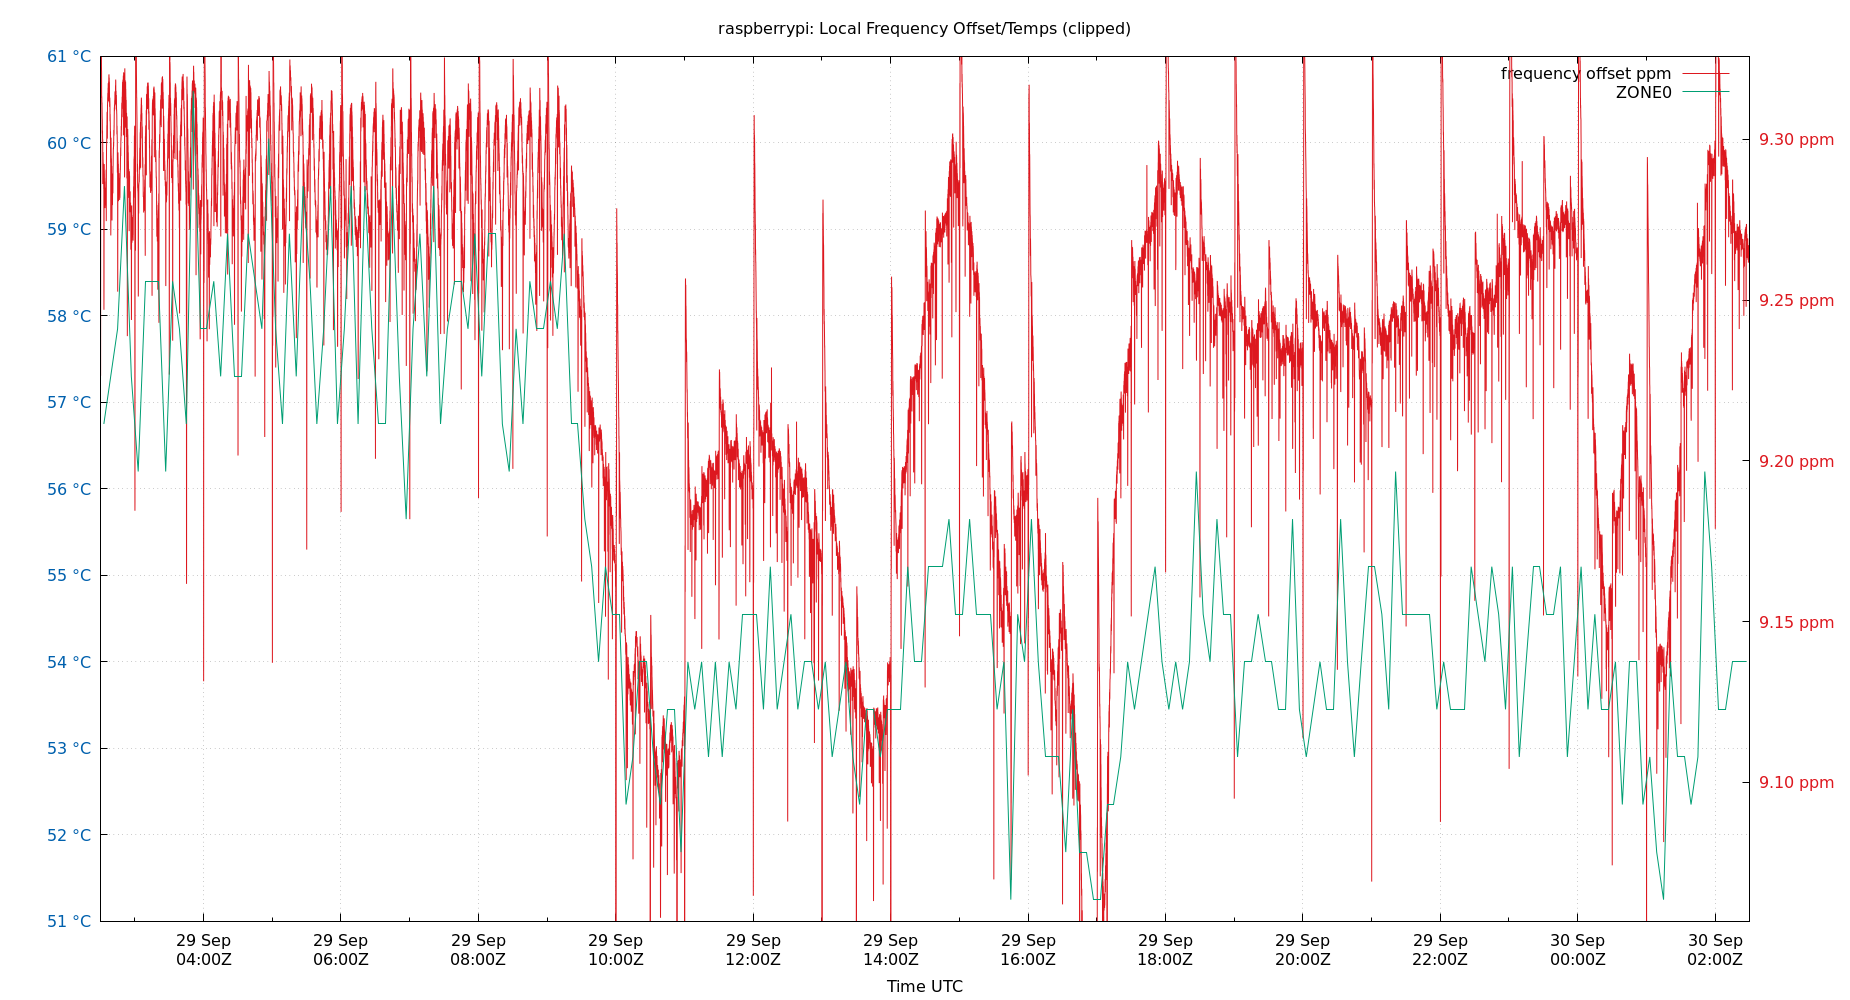 raspberrypi: Local Frequency Offset/Temps (clipped)
frequency offset ppm
ZONE0
61 °C
60 °C
59 °C
58 °C
57 °C
56 °C
55 °C
54 °C
53 °C
52 °C
51 °C
9.30 ppm
9.25 ppm
9.20 ppm
9.15 ppm
9.10 ppm
29 Sep 29 Sep 29 Sep 29 Sep 29 Sep 29 Sep 29 Sep 29 Sep 29 Sep 29 Sep 30 Sep 30 Sep
04:00Z 06:00Z 08:00Z 10:00Z 12:00Z 14:00Z 16:00Z 18:00Z 20:00Z 22:00Z 00:00Z 02:00Z
Time UTC